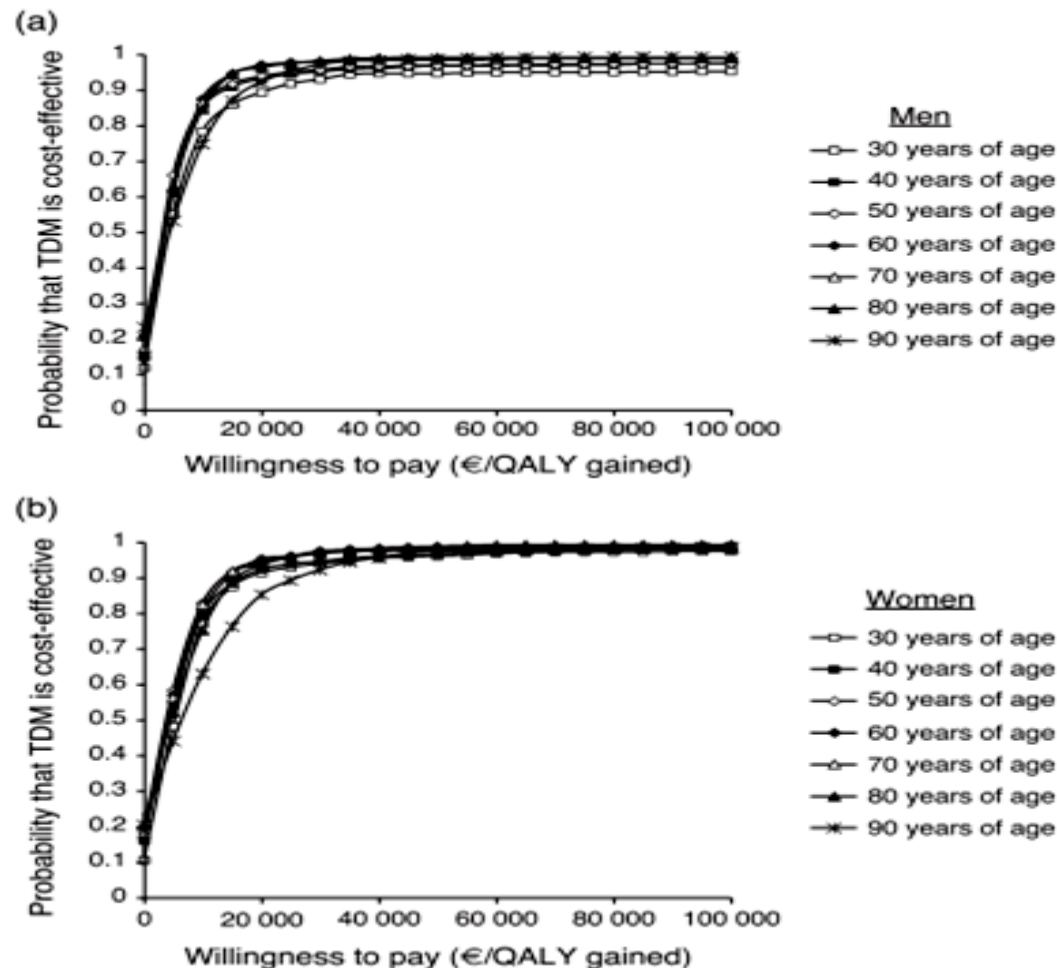 (a)
Probability that TDM is cost-effective
1
0.9
0.8
0.7
0.6
0.5
0.4
0.3
0.2
0.1
0
0 20 000 40 000 60 000 80 000 100 000
Willingness to pay (€/QALY gained)
Men
30 years of age
40 years of age
50 years of age
60 years of age
70 years of age
80 years of age
90 years of age
(b)
Probability that TDM is cost-effective
1
0.9
0.8
0.7
0.6
0.5
0.4
0.3
0.2
0.1
0
0 20 000 40 000 60 000 80 000 100 000
Willingness to pay (€/QALY gained)
Women
30 years of age
40 years of age
50 years of age
60 years of age
70 years of age
80 years of age
90 years of age